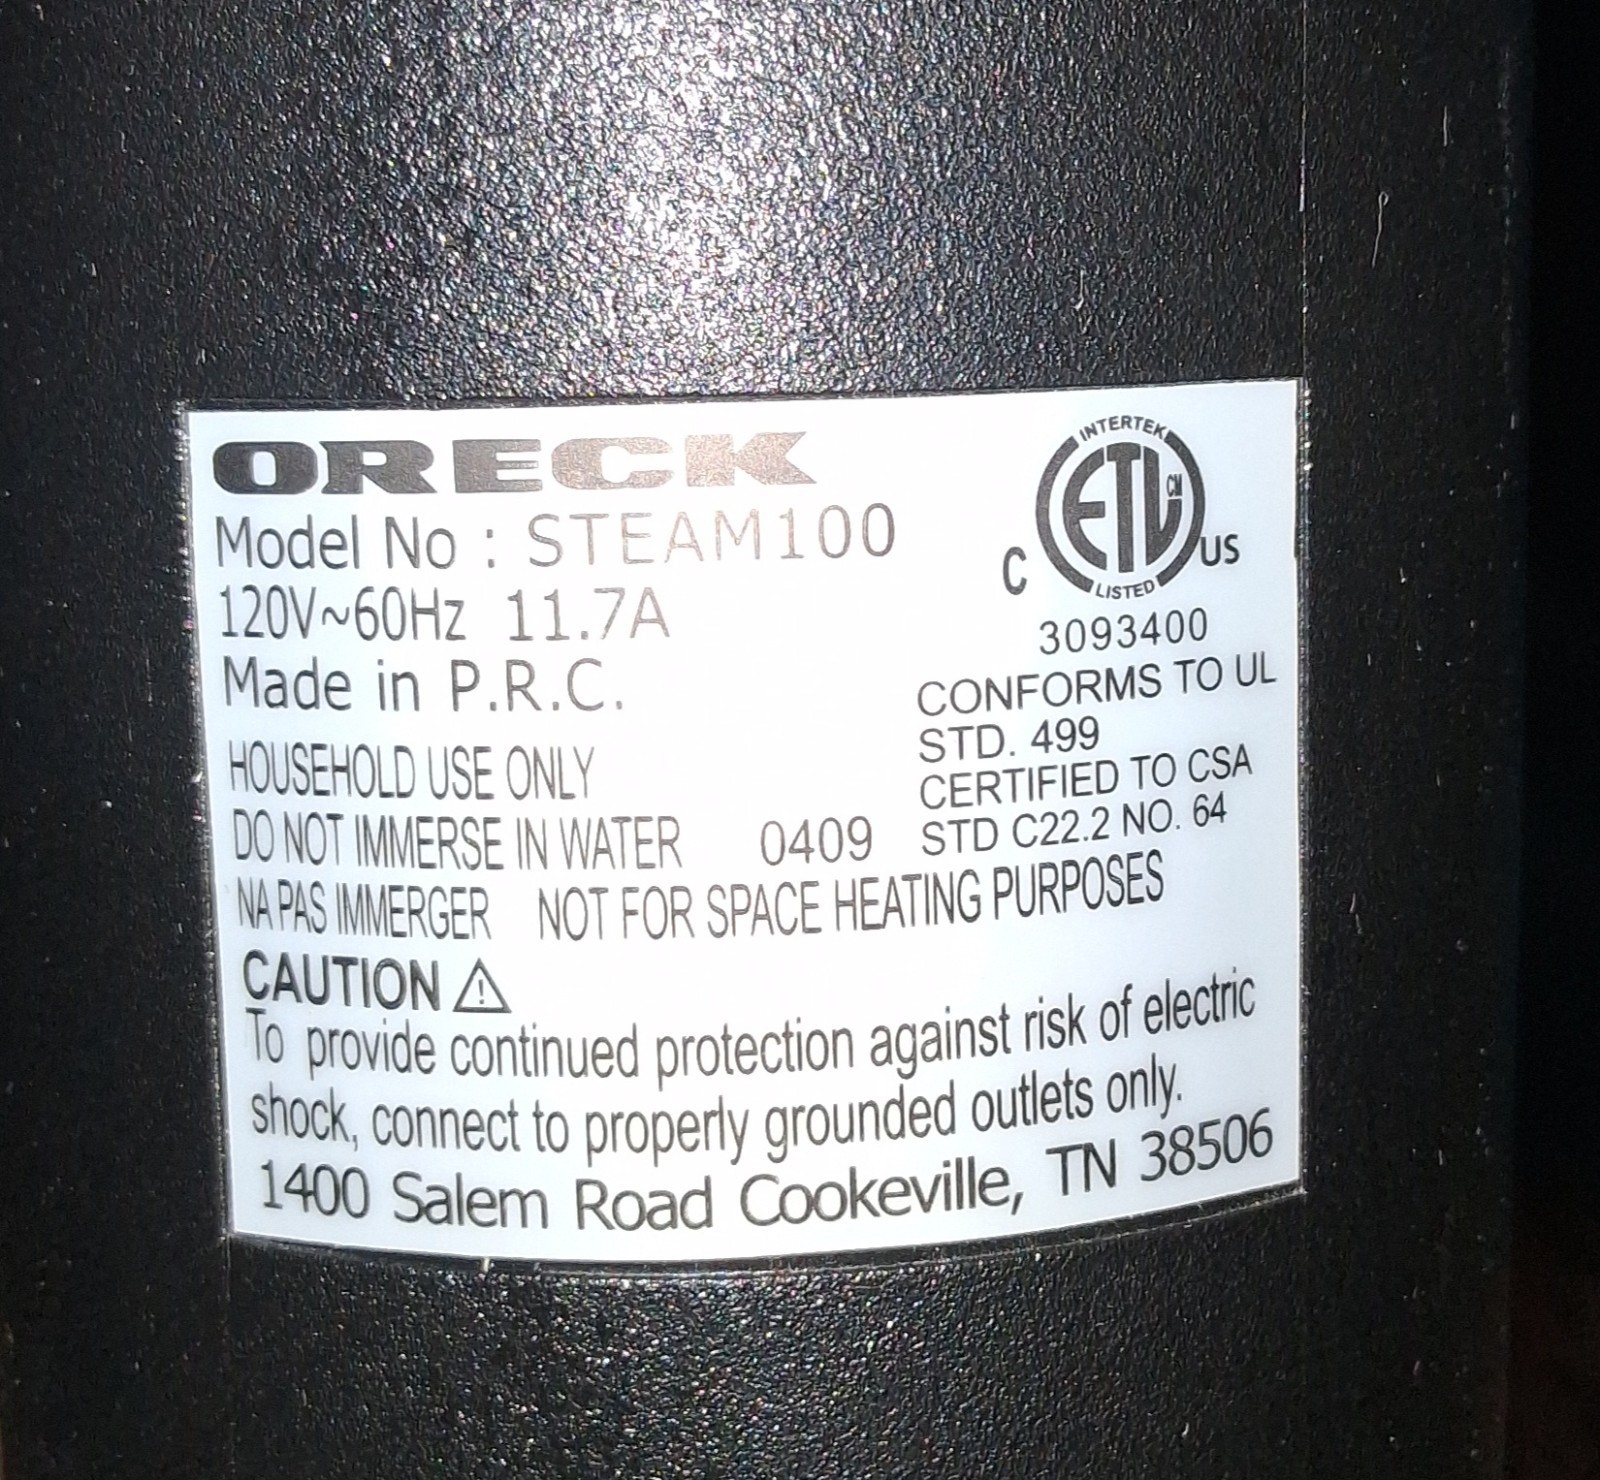 ORECK
Model No : STEAM100
120V~60Hz 11.7A
Made in P.R.C.
INTERTEK
ETL CM
C US
LISTED
3093400
CONFORMS TO UL
STD. 499
CERTIFIED TO CSA
STD C22.2 NO. 64
HOUSEHOLD USE ONLY
DO NOT IMMERSE IN WATER 0409
NA PAS IMMERGER NOT FOR SPACE HEATING PURPOSES
CAUTION ⚠
To provide continued protection against risk of electric
shock, connect to properly grounded outlets only.
1400 Salem Road Cookeville, TN 38506